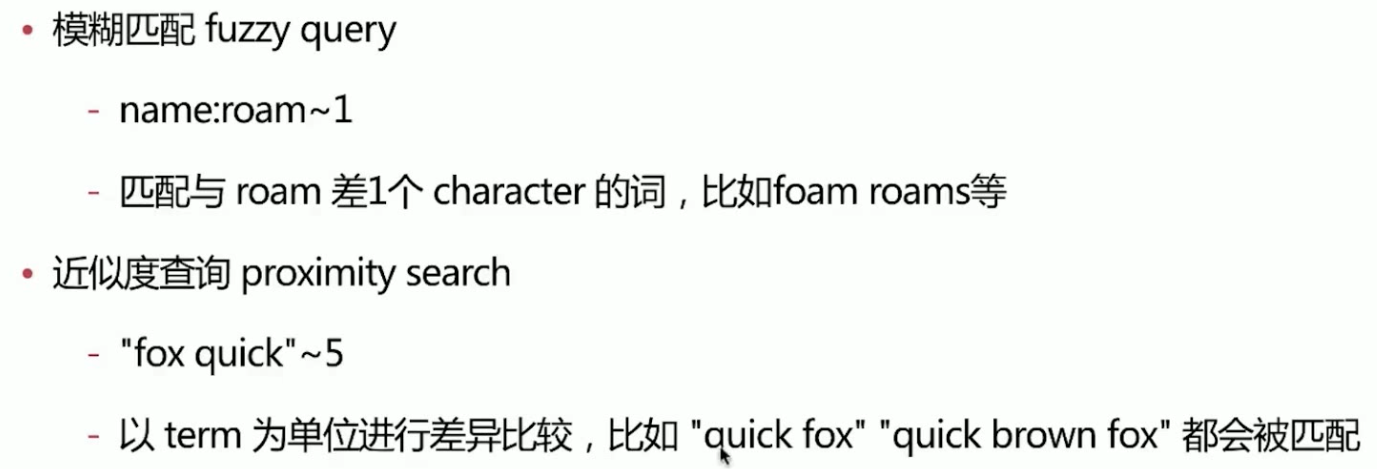 • 模糊匹配 fuzzy query
- name:roam~1
- 匹配与 roam 差1个 character 的词，比如foam roams等
• 近似度查询 proximity search
- "fox quick"~5
- 以 term 为单位进行差异比较，比如 "quick fox" "quick brown fox" 都会被匹配